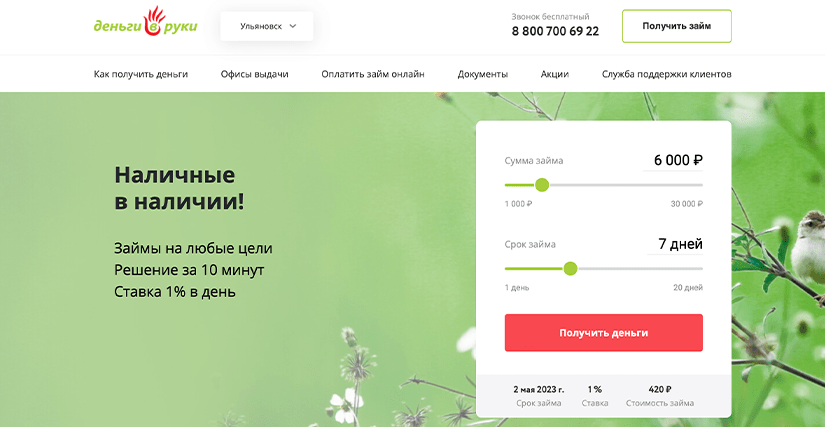 деньги в руки
Ульяновск
Звонок бесплатный
8 800 700 69 22
Получить займ
Как получить деньги
Офисы выдачи
Оплатить займ онлайн
Документы
Акции
Служба поддержки клиентов
Наличные
в наличии!
Займы на любые цели
Решение за 10 минут
Ставка 1% в день
Сумма займа
6 000 ₽
1 000 ₽
30 000 ₽
Срок займа
7 дней
1 день
20 дней
Получить деньги
2 мая 2023 г.
1 %
420 ₽
Срок займа
Ставка
Стоимость займа